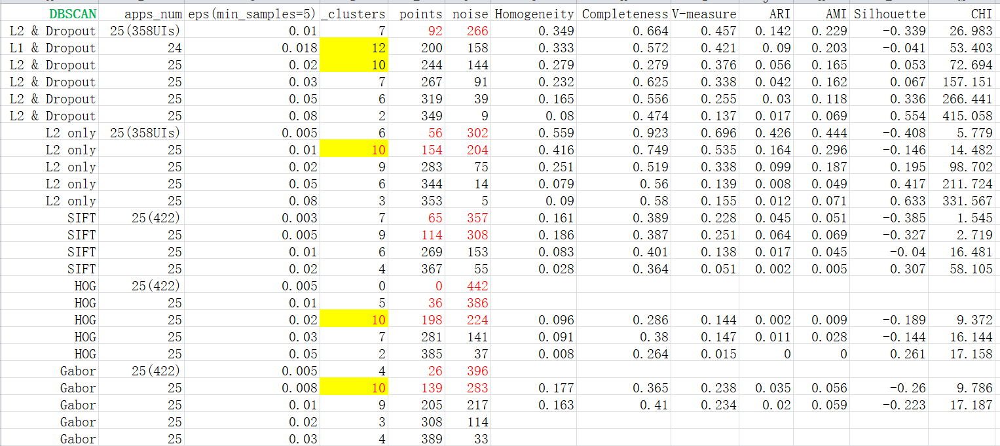 DBSCAN apps_num eps(min_samples=5) _clusters points noise Homogeneity Completeness V-measure ARI AMI Silhouette CHI
L2 & Dropout 25(358UIs) 0.01 7 92 266 0.349 0.664 0.457 0.142 0.229 -0.339 26.983
L1 & Dropout 24 0.018 12 200 158 0.333 0.572 0.421 0.09 0.203 -0.041 53.403
L2 & Dropout 25 0.02 10 244 144 0.279 0.279 0.376 0.056 0.165 0.053 72.694
L2 & Dropout 25 0.03 7 267 91 0.232 0.625 0.338 0.042 0.162 0.067 157.151
L2 & Dropout 25 0.05 6 319 39 0.165 0.556 0.255 0.03 0.118 0.336 266.441
L2 & Dropout 25 0.08 2 349 9 0.08 0.474 0.137 0.017 0.069 0.554 415.058
L2 only 25(358UIs) 0.005 6 56 302 0.559 0.923 0.696 0.426 0.444 -0.408 5.779
L2 only 25 0.01 10 154 204 0.416 0.749 0.535 0.164 0.296 -0.146 14.482
L2 only 25 0.02 9 283 75 0.251 0.519 0.338 0.099 0.187 0.195 98.702
L2 only 25 0.05 6 344 14 0.079 0.56 0.139 0.008 0.049 0.417 211.724
L2 only 25 0.08 3 353 5 0.09 0.58 0.155 0.012 0.071 0.633 331.567
SIFT 25(422) 0.003 7 65 357 0.161 0.389 0.228 0.045 0.051 -0.385 1.545
SIFT 25 0.005 9 114 308 0.186 0.387 0.251 0.064 0.069 -0.327 2.719
SIFT 25 0.01 6 269 153 0.083 0.401 0.138 0.017 0.045 -0.04 16.481
SIFT 25 0.02 4 367 55 0.028 0.364 0.051 0.002 0.005 0.307 58.105
HOG 25(422) 0.005 0 0 442
HOG 25 0.01 5 36 386
HOG 25 0.02 10 198 224 0.096 0.286 0.144 0.002 0.009 -0.189 9.372
HOG 25 0.03 7 281 141 0.091 0.38 0.147 0.011 0.028 -0.144 16.144
HOG 25 0.05 2 385 37 0.008 0.264 0.015 0 0 0.261 17.158
Gabor 25(422) 0.005 4 26 396
Gabor 25 0.008 10 139 283 0.177 0.365 0.238 0.035 0.056 -0.26 9.786
Gabor 25 0.01 9 205 217 0.163 0.41 0.234 0.02 0.059 -0.223 17.187
Gabor 25 0.02 3 308 114
Gabor 25 0.03 4 389 33